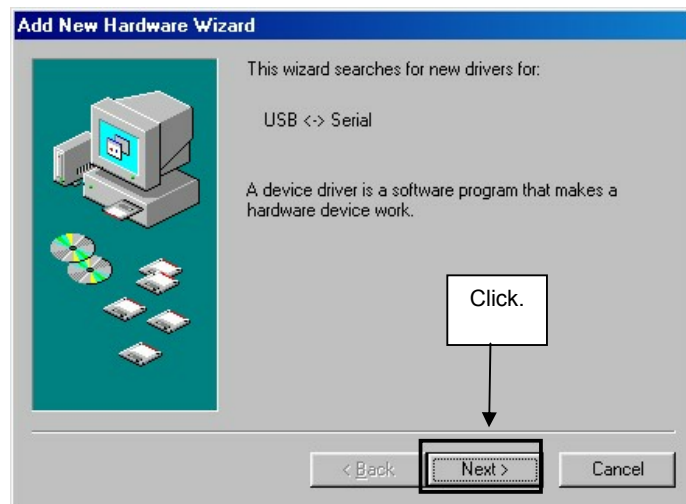 Add New Hardware Wizard
This wizard searches for new drivers for:
USB <-> Serial
A device driver is a software program that makes a
hardware device work.
Click.
< Back
Next >
Cancel